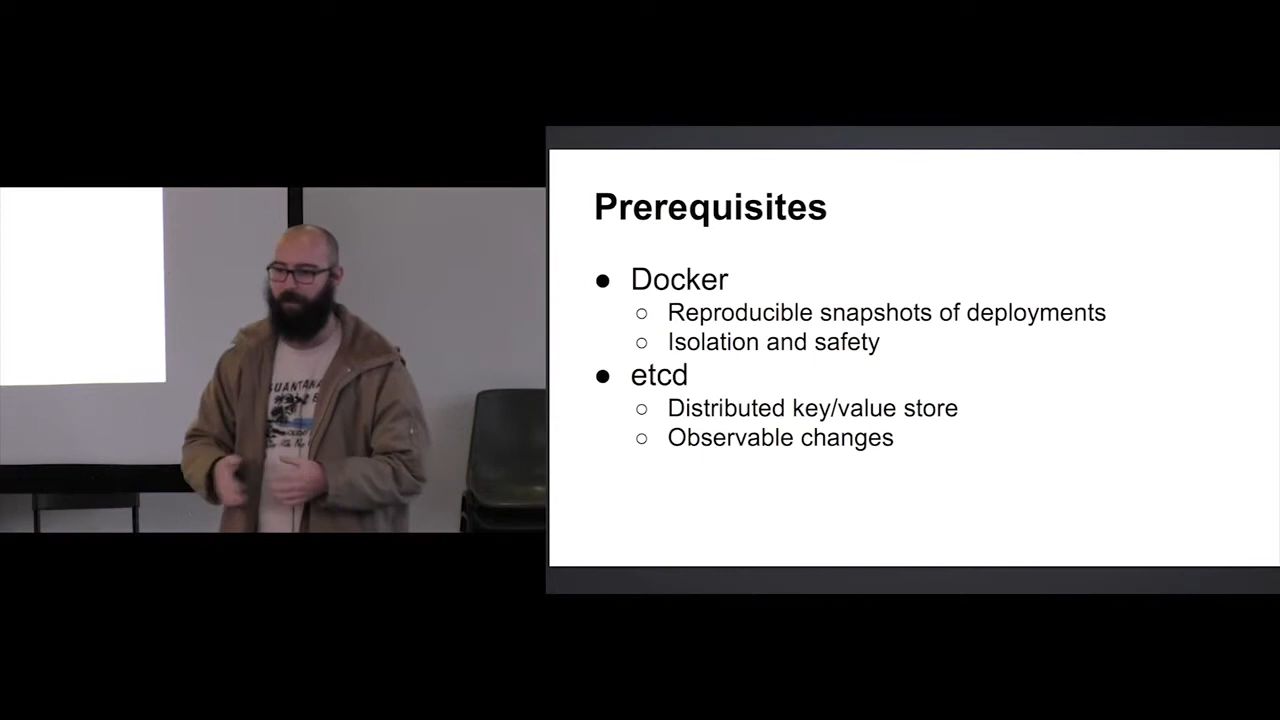 Prerequisites
● Docker
○ Reproducible snapshots of deployments
○ Isolation and safety
● etcd
○ Distributed key/value store
○ Observable changes